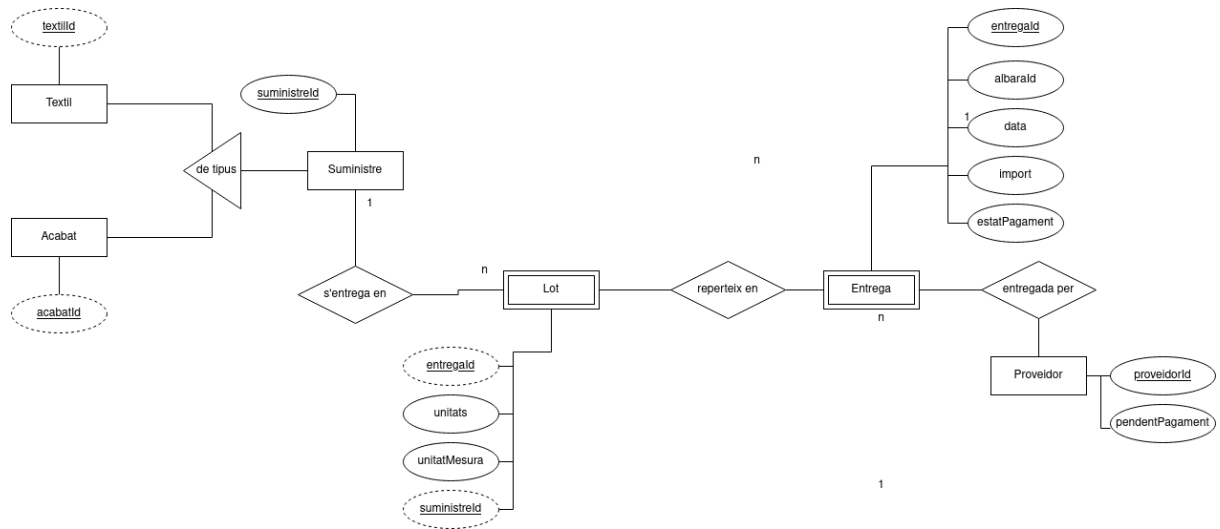 textilId
Textil
de tipus
Acabat
acabatId
suministreId
Suministre
1
s'entrega en
n
Lot
entregaId
unitats
unitatMesura
suministreId
n
reperteix en
1
Entrega
n
entregaId
albaraId
data
import
estatPagament
entregada per
Proveidor
proveidorId
pendentPagament
1